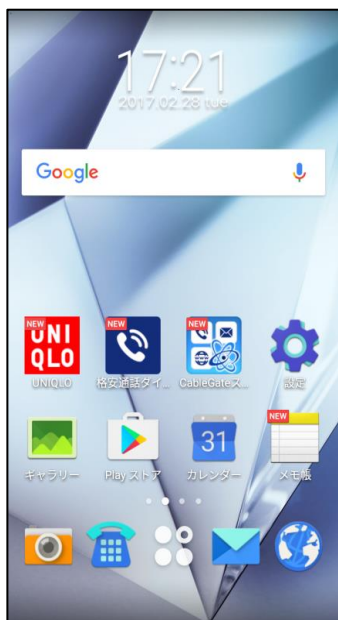 17:21
2017.02.28 tue
Google
NEW NEW NEW
UNI
QLO
UNIQLO 格安通話ダイ... CableGateス... 設定
31 NEW
ギャラリー Play ストア カレンダー メモ帳